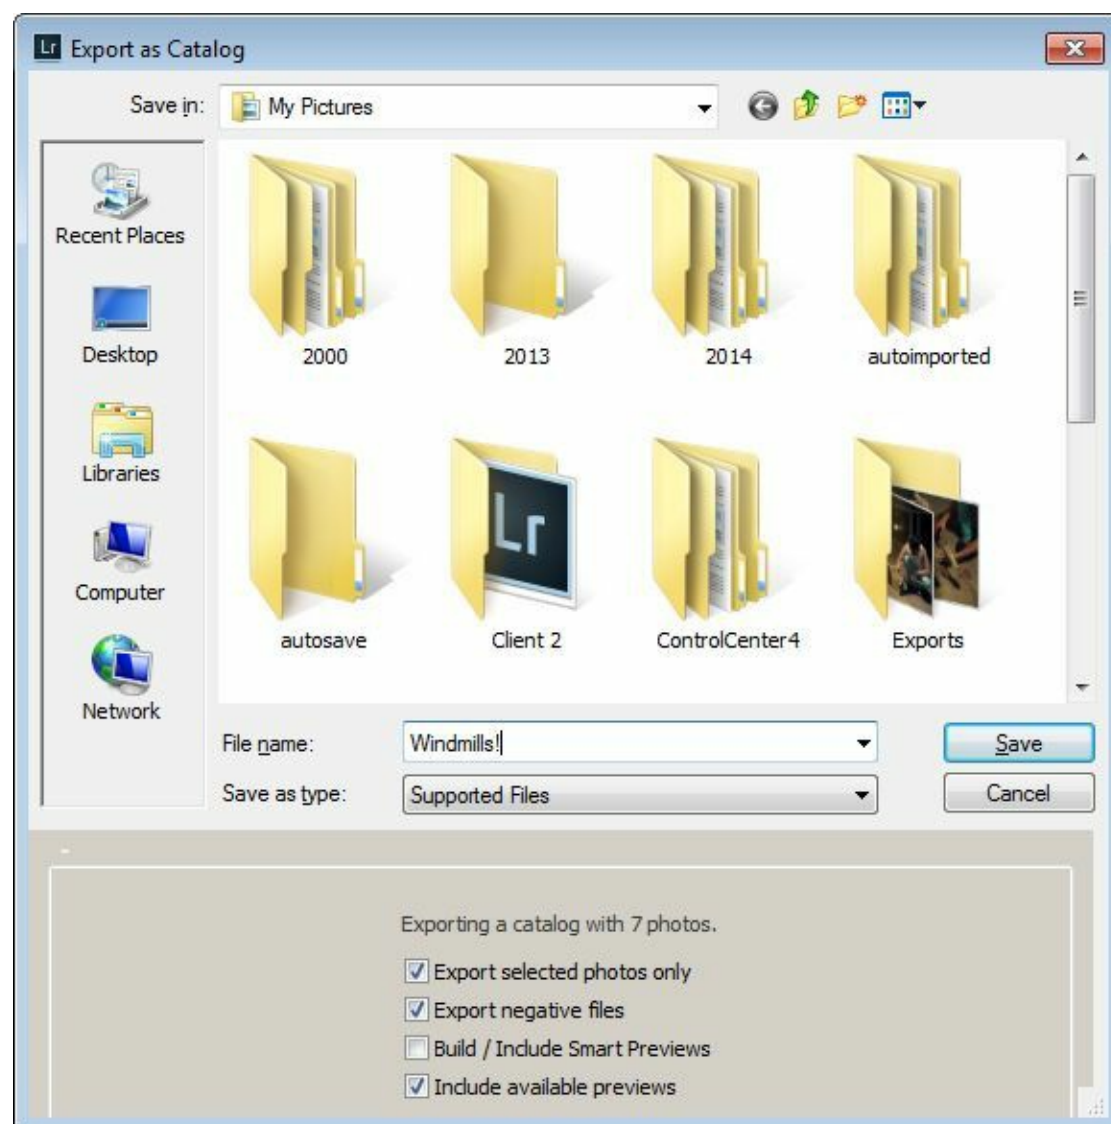 Lr Export as Catalog
Save in: My Pictures
Recent Places
Desktop
Libraries
Computer
Network
2000 2013 2014 autoimported
Lr
autosave Client 2 ControlCenter4 Exports
File name: Windmills! Save
Save as type: Supported Files Cancel
Exporting a catalog with 7 photos.
Export selected photos only
Export negative files
Build / Include Smart Previews
Include available previews